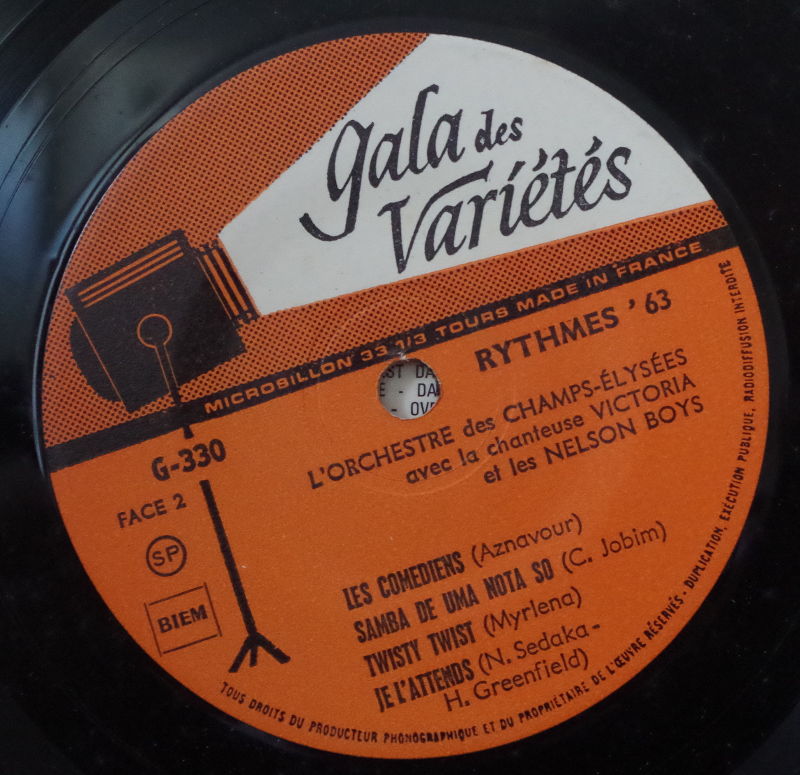 gala des
Variétés
MICROSILLON 33 1/3 TOURS MADE IN FRANCE
RYTHMES '63
L'ORCHESTRE des CHAMPS-ÉLYSÉES
avec la chanteuse VICTORIA
et les NELSON BOYS
G-330
FACE 2
SP
BIEM
LES COMEDIENS (Aznavour)
SAMBA DE UMA NOTA SO (C. Jobim)
TWISTY TWIST (Myrlena)
JE L'ATTENDS (N. Sedaka -
H. Greenfield)
TOUS DROITS DU PRODUCTEUR PHONOGRAPHIQUE ET DU PROPRIÉTAIRE DE L'ŒUVRE RÉSERVÉS - DUPLICATION, EXÉCUTION PUBLIQUE, RADIODIFFUSION INTERDITE